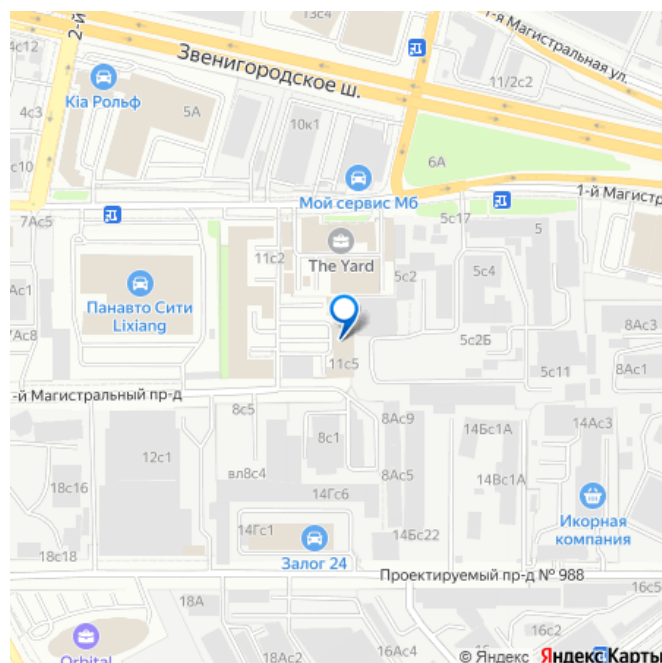 13с4
1-я Магистральная ул.
2-й
4с12
Звенигородское ш.
11/2с2
Kia Рольф
4с3
5А
10к1
с10
6А
Мой сервис Мб
1-й Магистр
7Ас5
5с17
5
11с2
The Yard
5с2
5с4
Ас1
Панавто Сити
Lixiang
8Ас3
7Ас8
5с2Б
11с5
5с11
8Ас1
-й Магистральный пр-д
8с5
8Ас9
14Бс1А
14Ас3
8с1
12с1
вл8с4
8Ас5
14Вс1А
18с16
14Гс6
Икорная
компания
14Гс1
14Бс22
18с18
Залог 24
Проектируемый пр-д № 988
16с5
18А
16с2
Orbital
18Ас2
16с4
© Яндекс Яндекс Карты